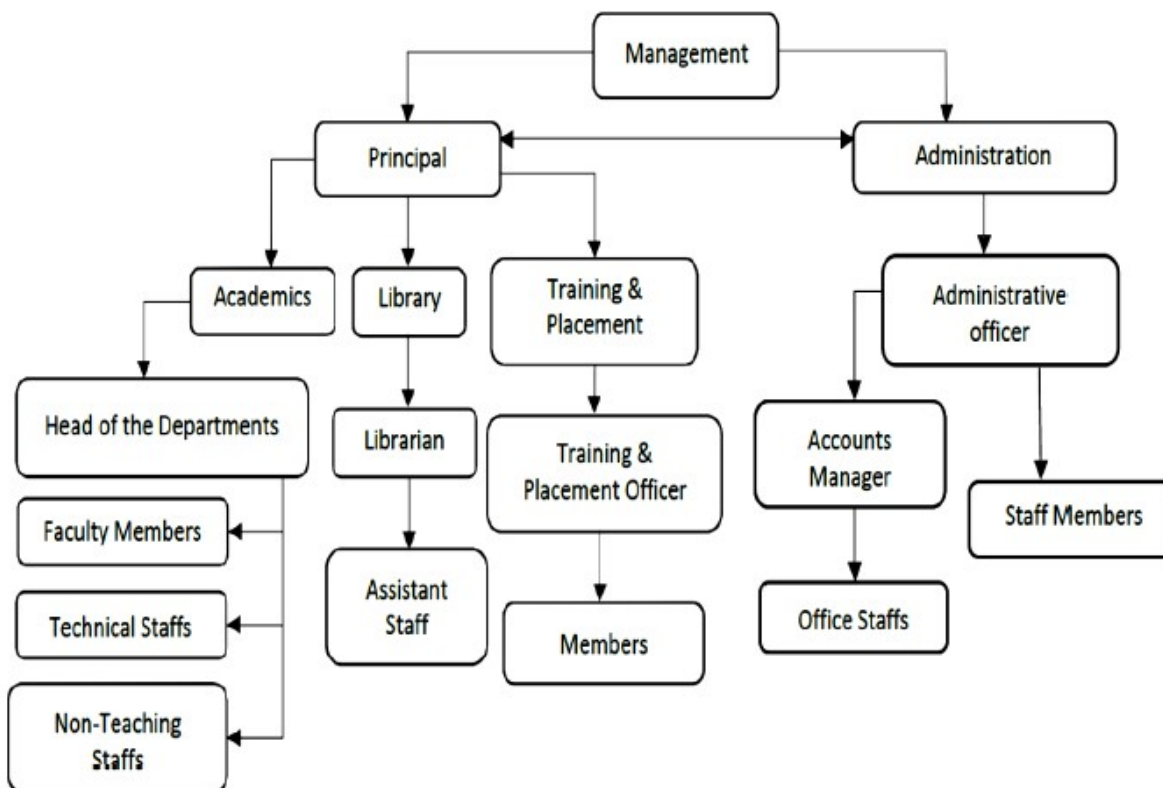 Management
Principal
Administration
Academics
Library
Training &
Placement
Administrative
officer
Head of the Departments
Librarian
Training &
Placement Officer
Accounts
Manager
Staff Members
Faculty Members
Technical Staffs
Non-Teaching
Staffs
Assistant
Staff
Members
Office Staffs